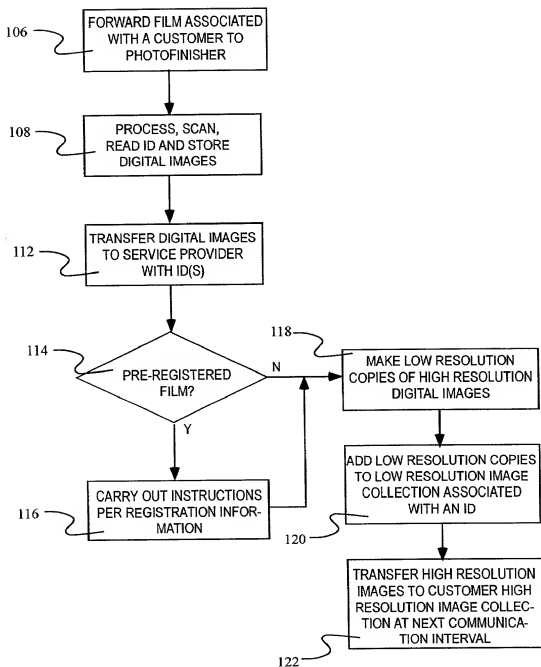 106
FORWARD FILM ASSOCIATED
WITH A CUSTOMER TO
PHOTOFINISHER
108
PROCESS, SCAN,
READ ID AND STORE
DIGITAL IMAGES
112
TRANSFER DIGITAL IMAGES
TO SERVICE PROVIDER
WITH ID(S)
114
PRE-REGISTERED
FILM?
N
Y
116
CARRY OUT INSTRUCTIONS
PER REGISTRATION INFOR-
MATION
118
MAKE LOW RESOLUTION
COPIES OF HIGH RESOLUTION
DIGITAL IMAGES
ADD LOW RESOLUTION COPIES
TO LOW RESOLUTION IMAGE
COLLECTION ASSOCIATED
WITH AN ID
120
TRANSFER HIGH RESOLUTION
IMAGES TO CUSTOMER HIGH
RESOLUTION IMAGE COLLEC-
TION AT NEXT COMMUNICA-
TION INTERVAL
122